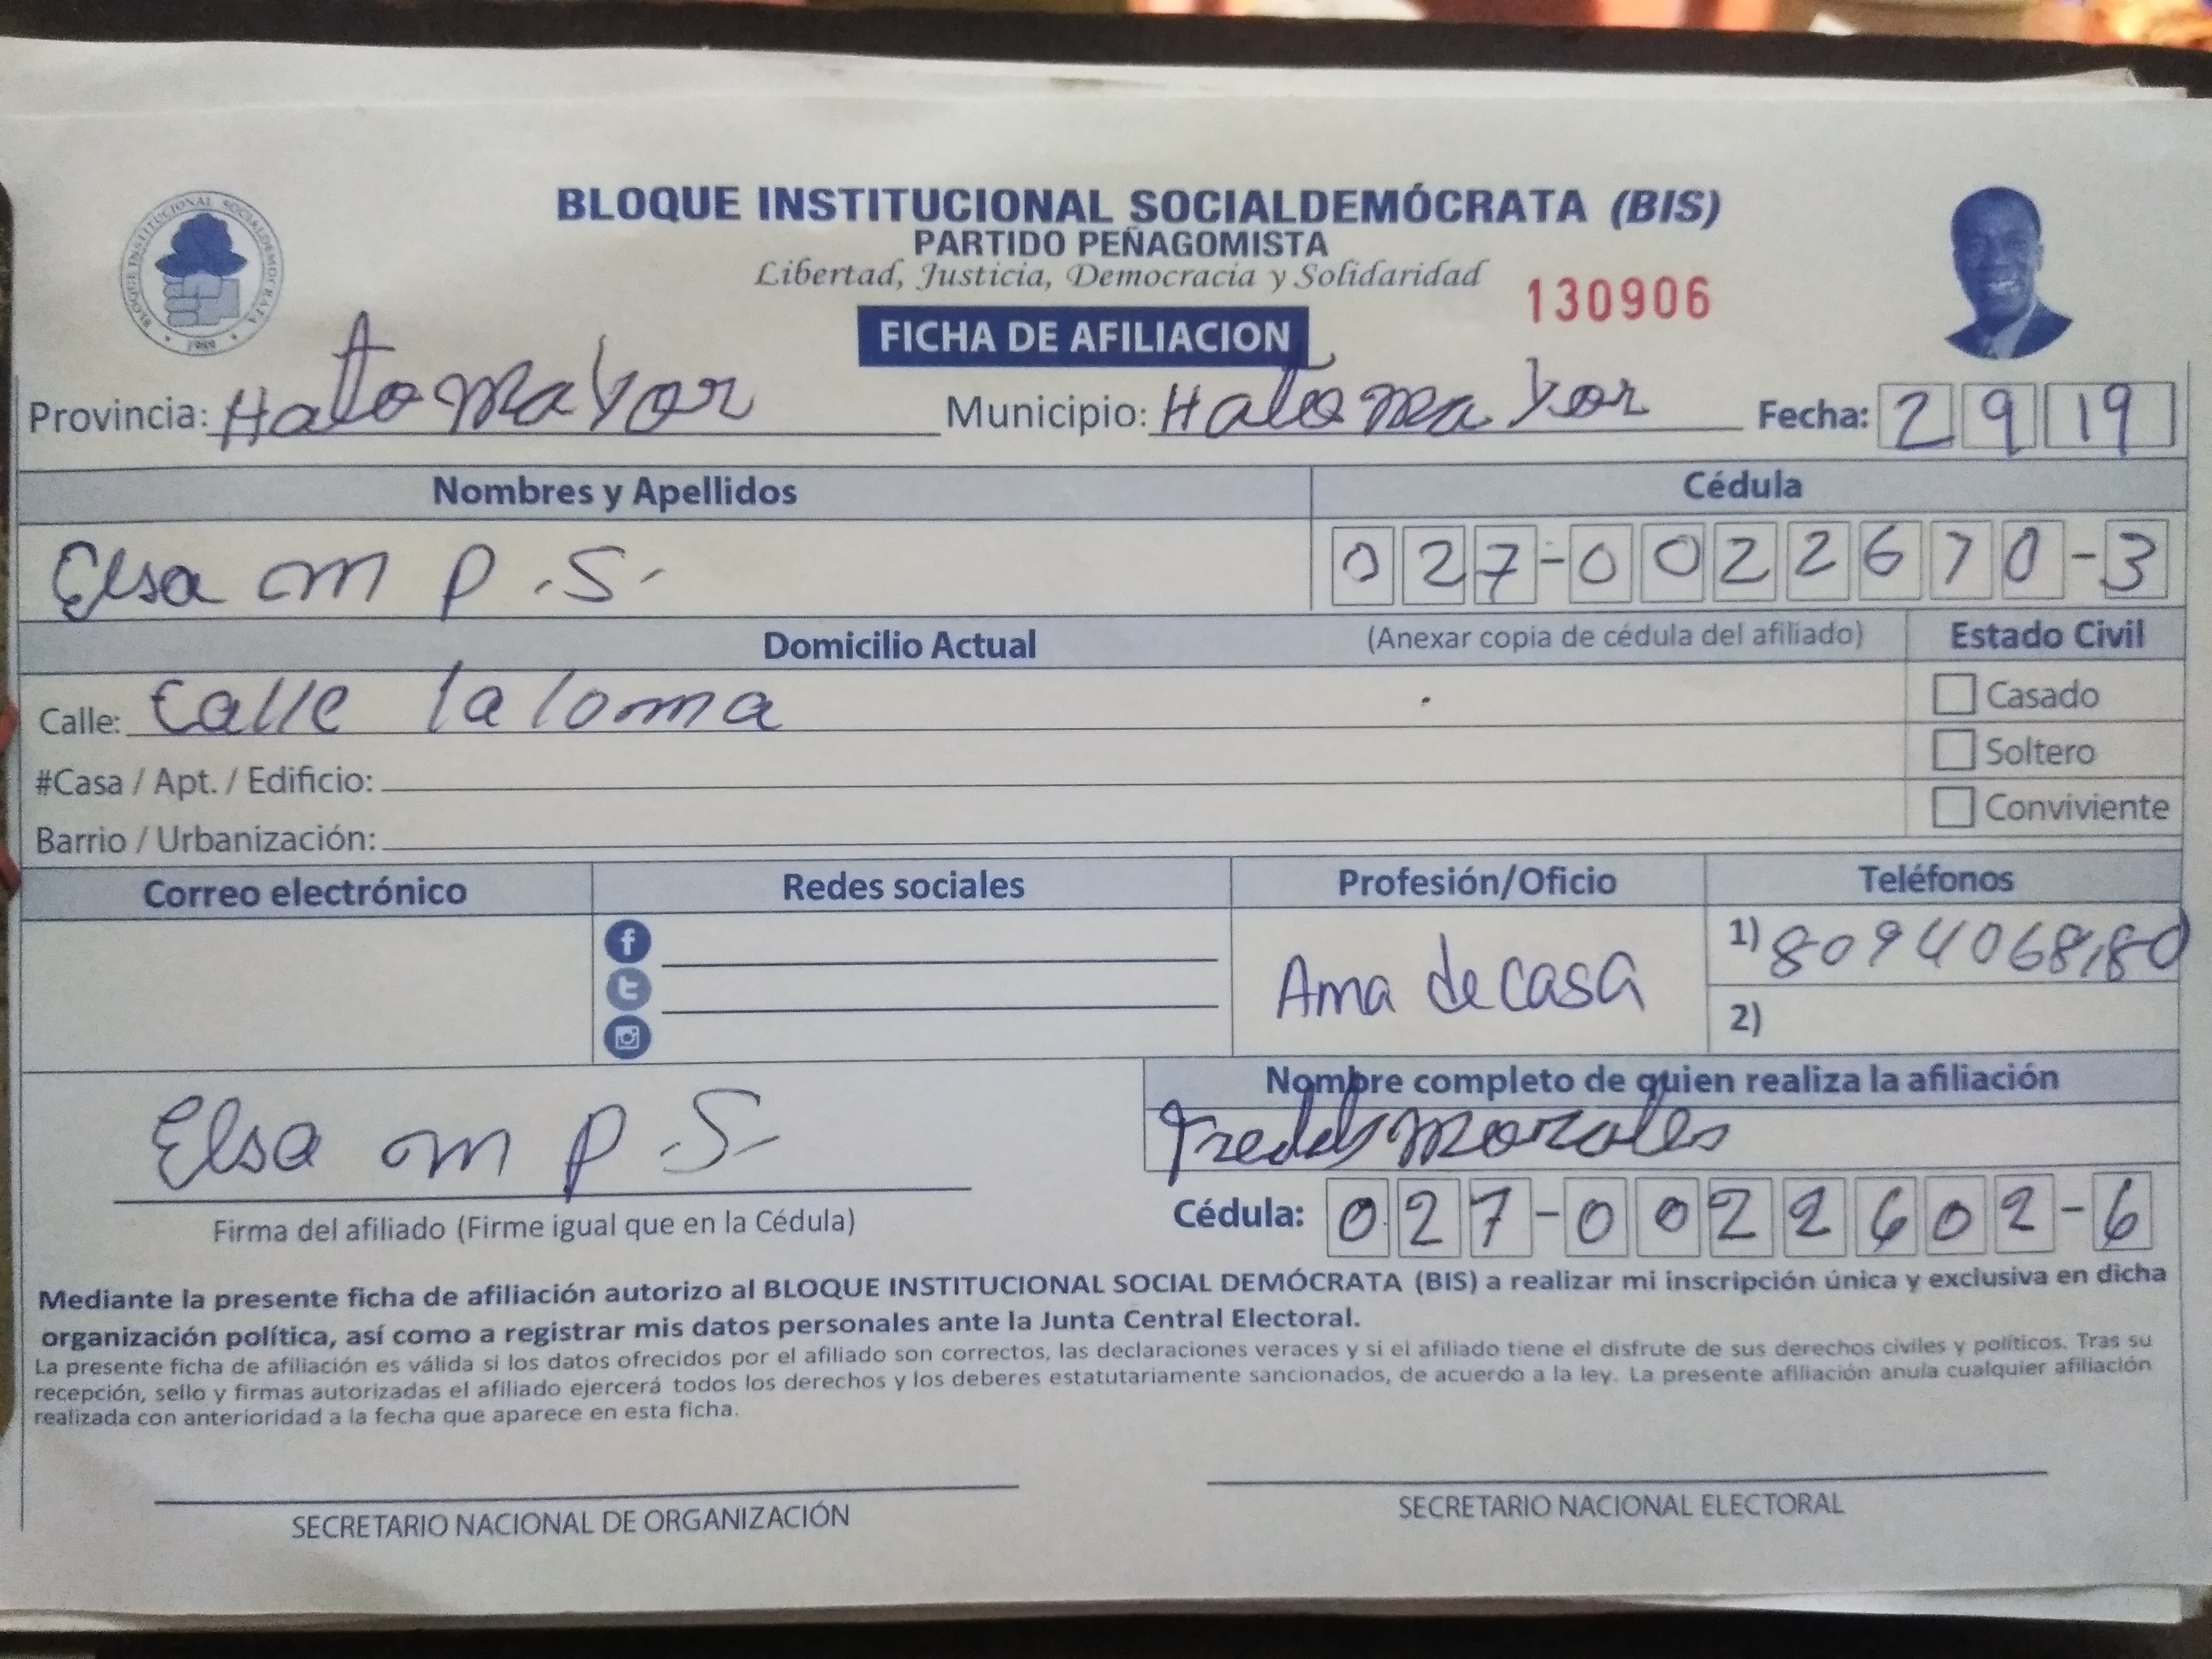 BLOQUE INSTITUCIONAL SOCIALDEMÓCRATA (BIS)
PARTIDO PEÑAGOMISTA
Libertad, Justicia, Democracia y Solidaridad
130906
BLOQUE INSTITUCIONAL SOCIALDEMOCRATA
FICHA DE AFILIACION
Provincia: Hato mayor Municipio: Hato mayor Fecha: 2 9 19
Nombres y Apellidos Cédula
Elsa m p.S. 027-0022670-3
Domicilio Actual (Anexar copia de cédula del afiliado) Estado Civil
Calle: Calle la loma Casado
#Casa / Apt. / Edificio: Soltero
Barrio / Urbanización: Conviviente
Correo electrónico Redes sociales Profesión/Oficio Teléfonos
Ama de casa 1) 8094068180
2)
Nombre completo de quien realiza la afiliación
Elsa m p.S. Freddy Morales
Firma del afiliado (Firme igual que en la Cédula) Cédula: 027-0022602-6
Mediante la presente ficha de afiliación autorizo al BLOQUE INSTITUCIONAL SOCIAL DEMÓCRATA (BIS) a realizar mi inscripción única y exclusiva en dicha
organización política, así como a registrar mis datos personales ante la Junta Central Electoral.
La presente ficha de afiliación es válida si los datos ofrecidos por el afiliado son correctos, las declaraciones veraces y si el afiliado tiene el disfrute de sus derechos civiles y políticos. Tras su
recepción, sello y firmas autorizadas el afiliado ejercerá todos los derechos y los deberes estatutariamente sancionados, de acuerdo a la ley. La presente afiliación anula cualquier afiliación
realizada con anterioridad a la fecha que aparece en esta ficha.
SECRETARIO NACIONAL DE ORGANIZACIÓN SECRETARIO NACIONAL ELECTORAL